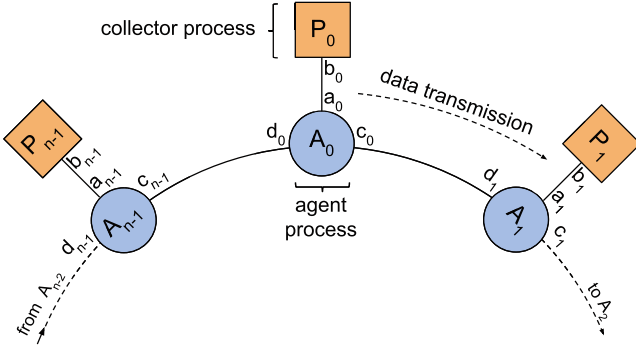 collector process
P0
b0
a0
data transmission
d0
A0
c0
agent
process
Pn-1
bn-1
an-1
cn-1
An-1
dn-1
from An-2
P1
b1
a1
d1
A1
c1
to A2